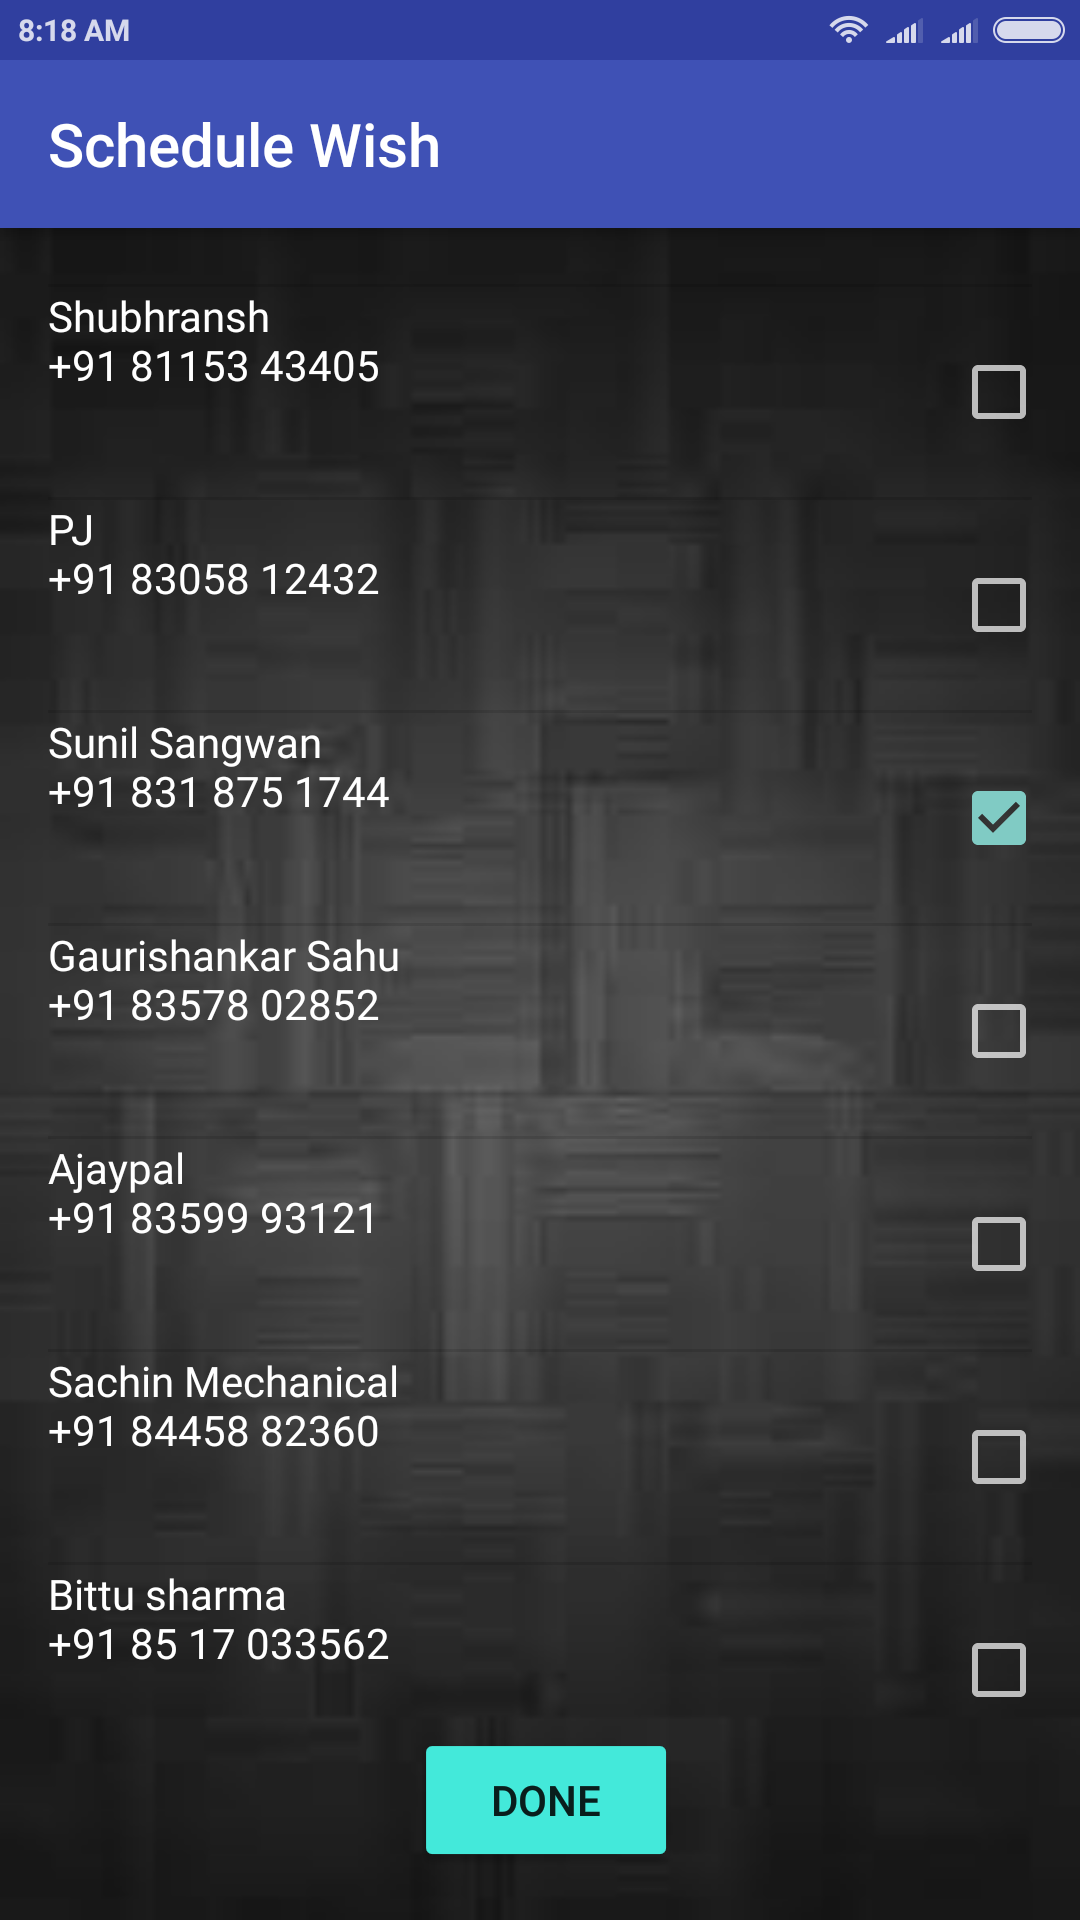 8:18 AM
Schedule Wish
Shubhransh
+91 81153 43405
PJ
+91 83058 12432
Sunil Sangwan
+91 831 875 1744
Gaurishankar Sahu
+91 83578 02852
Ajaypal
+91 83599 93121
Sachin Mechanical
+91 84458 82360
Bittu sharma
+91 85 17 033562
DONE